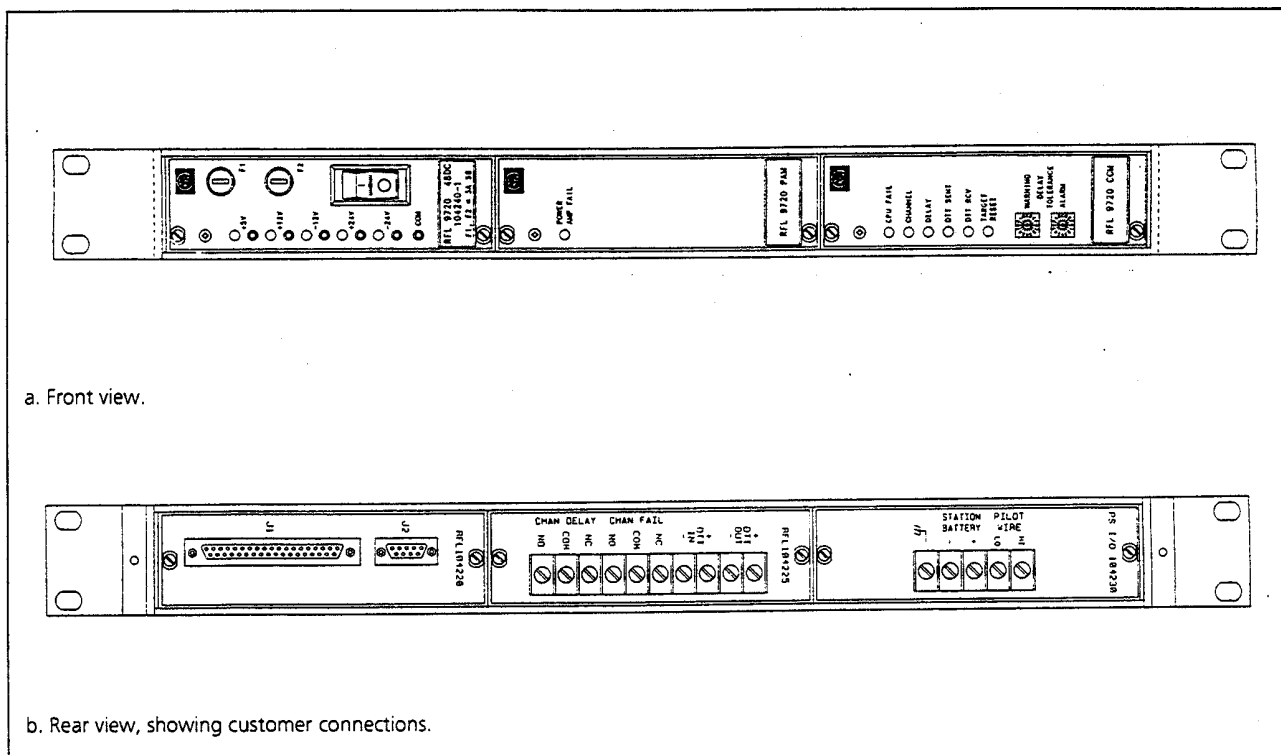 F1
F2
+5V
+12V
-12V
+24V
-24V
COM
RFL 9720 48DC
104240-1
F1, F2 = 3A SB
POWER
AMP FAIL
RFL 9720 PAM
CPU FAIL
CHANNEL
DELAY
DTT SENT
DTT RCV
TARGET
RESET
WARNING
DELAY
TOLERANCE
ALARM
RFL 9720 COM
a. Front view.
J1
J2
RFL104220
CHAN DELAY CHAN FAIL
NO
COM
NC
NO
COM
NC
DTT
IN
-
+
DTT
OUT
-
+
RFL104225
STATION PILOT
BATTERY WIRE
-
+
LO
HI
PS I/O 104230
b. Rear view, showing customer connections.